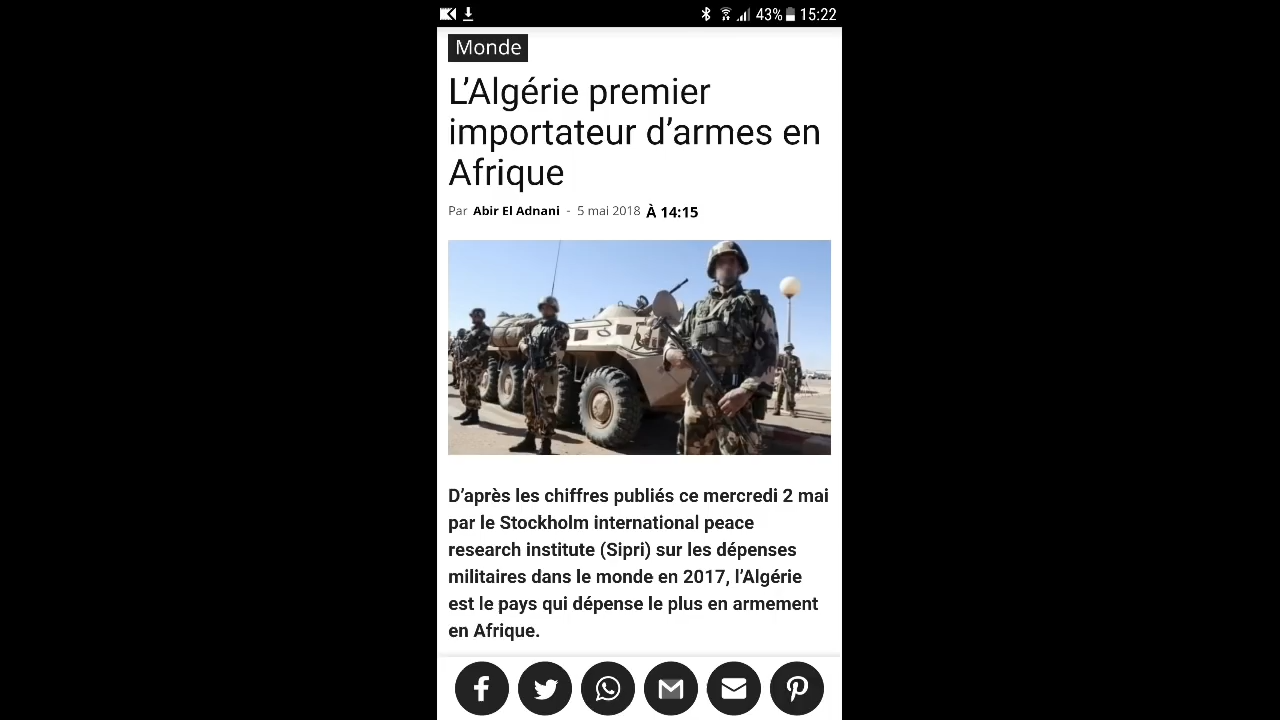 43% 15:22
Monde
L’Algérie premier
importateur d’armes en
Afrique
Par Abir El Adnani - 5 mai 2018 À 14:15
D’après les chiffres publiés ce mercredi 2 mai
par le Stockholm international peace
research institute (Sipri) sur les dépenses
militaires dans le monde en 2017, l’Algérie
est le pays qui dépense le plus en armement
en Afrique.